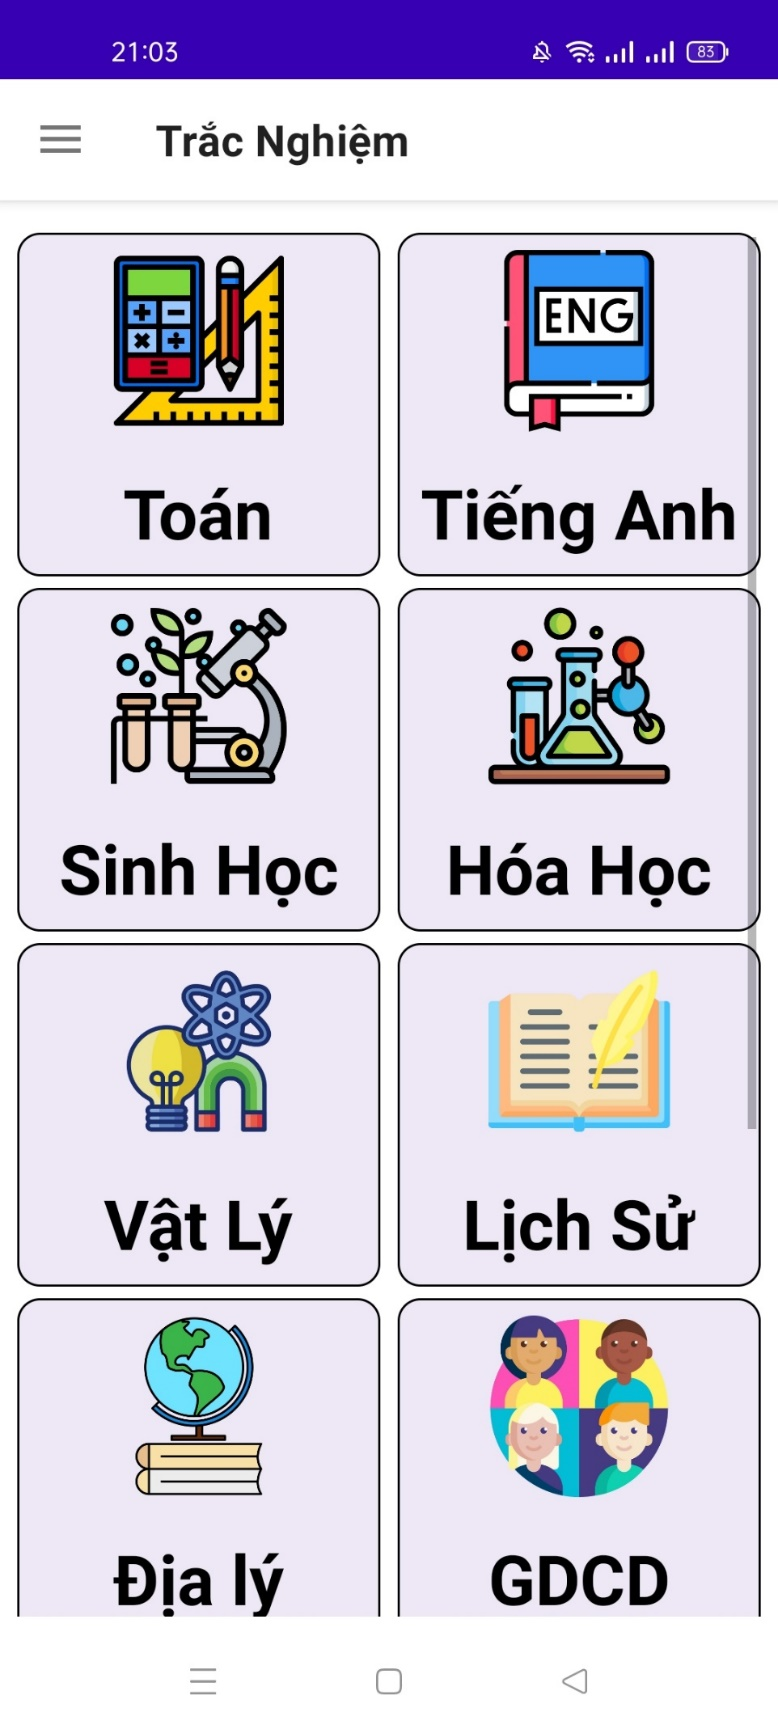 21:03
83
Trắc Nghiệm
ENG
Toán
Tiếng Anh
Sinh Học
Hóa Học
Vật Lý
Lịch Sử
Địa lý
GDCD